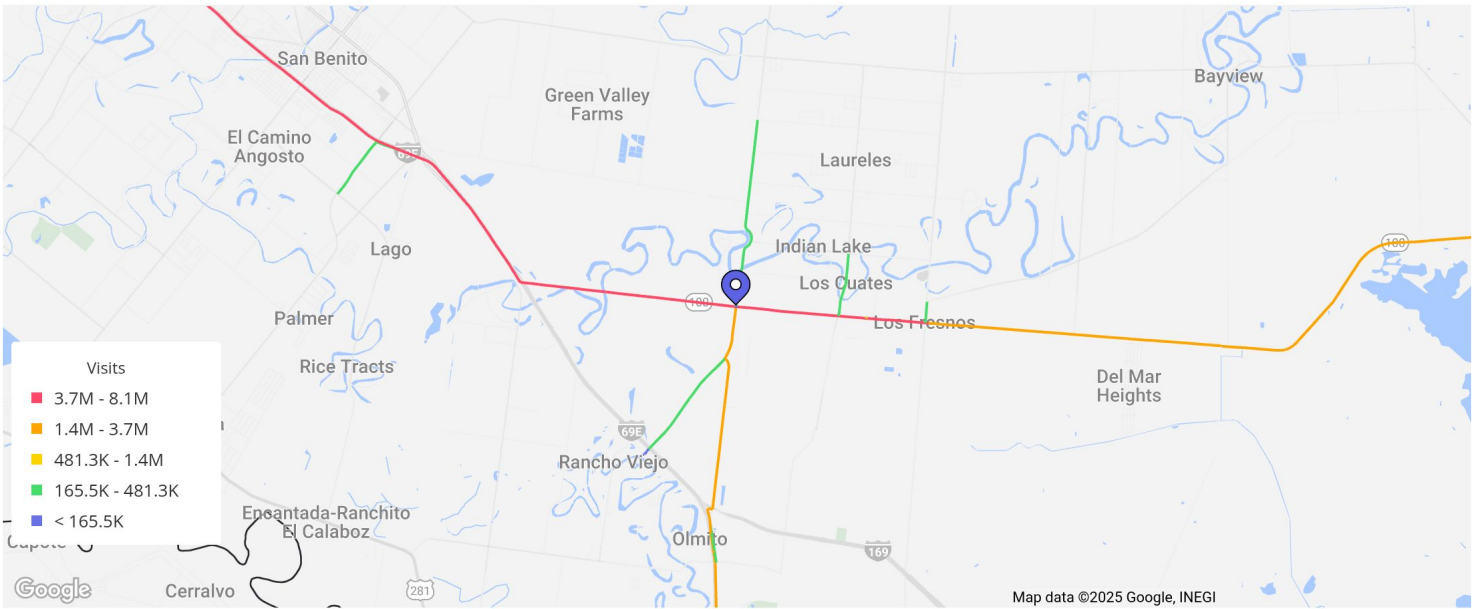 San Benito
Bayview
Green Valley
Farms
El Camino
Angosto
69E
Laureles
Lago
Indian Lake
100
Los Cuates
100
Palmer
Los Fresnos
Rice Tracts
Del Mar
Heights
Visits
3.7M - 8.1M
1.4M - 3.7M
481.3K - 1.4M
165.5K - 481.3K
< 165.5K
69E
Rancho Viejo
Encantada-Ranchito
El Calaboz
Olmito
169
Capote
Cerralvo
281
Google
Map data ©2025 Google, INEGI